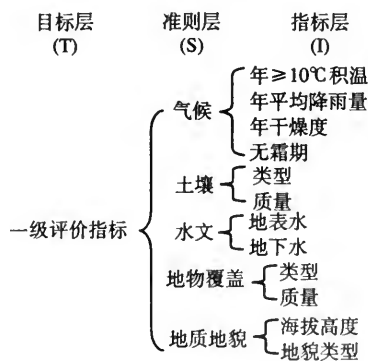 目标层 准则层 指标层
(T) (S) (I)
年≥10℃积温
气候 年平均降雨量
年干燥度
无霜期
土壤 类型
质量
一级评价指标 水文 地表水
地下水
地物覆盖 类型
质量
地质地貌 海拔高度
地貌类型